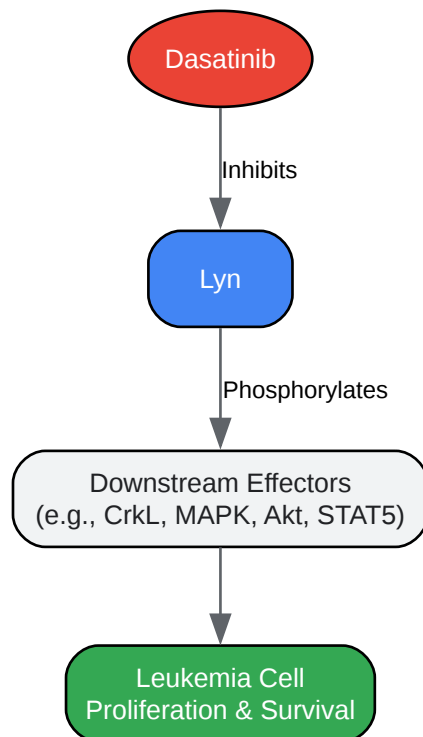 Dasatinib
Inhibits
Lyn
Phosphorylates
Downstream Effectors
(e.g., CrkL, MAPK, Akt, STAT5)
Leukemia Cell
Proliferation & Survival